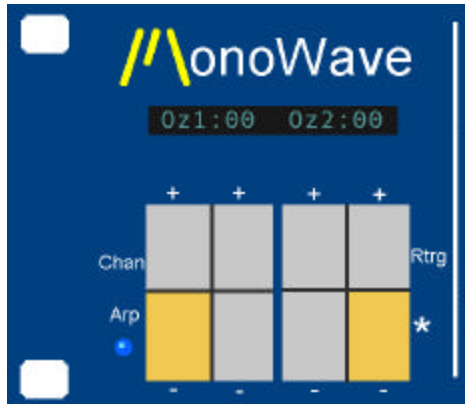 MonoWave
Oz1:00 Oz2:00
+ + + +
Chan Rtrg
Arp *
- - - -